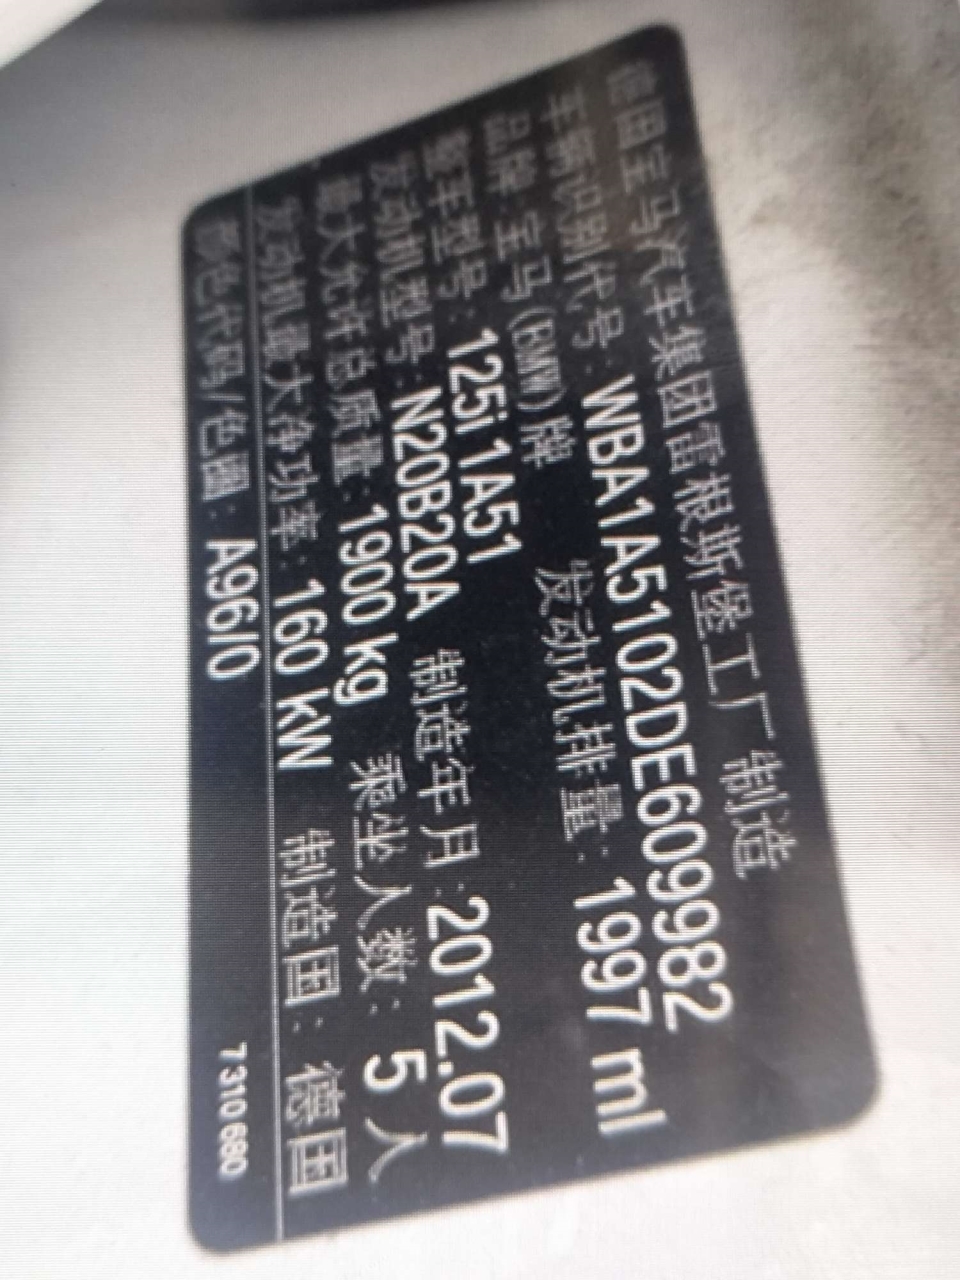 德国宝马汽车集团雷根斯堡工厂 制造
车辆识别代号:WBA1A5102DE609982
品牌:宝马(BMW)牌 发动机排量:1997 ml
整车型号:125i 1A51
发动机型号:N20B20A 制造年月:2012.07
最大允许总质量:1900 kg 乘坐人数:5 人
发动机最大净功率:160 kW 制造国:德国
颜色代码/色圖:A96/0 7 310 680